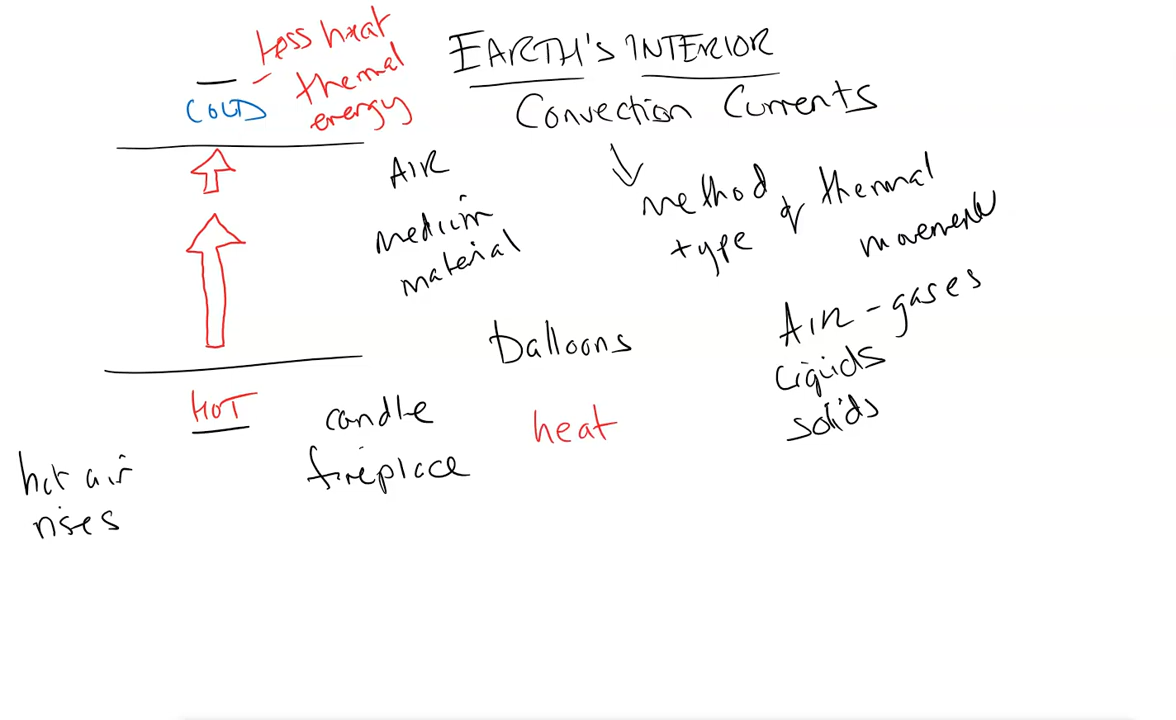 EARTH'S INTERIOR
Convection Currents
Less heat
thermal
energy
COLD
AIR
medium
material
method
type
of thermal
movement
balloons
AIR - gases
Liquids
solids
HOT
candle
fireplace
heat
hot air
rises